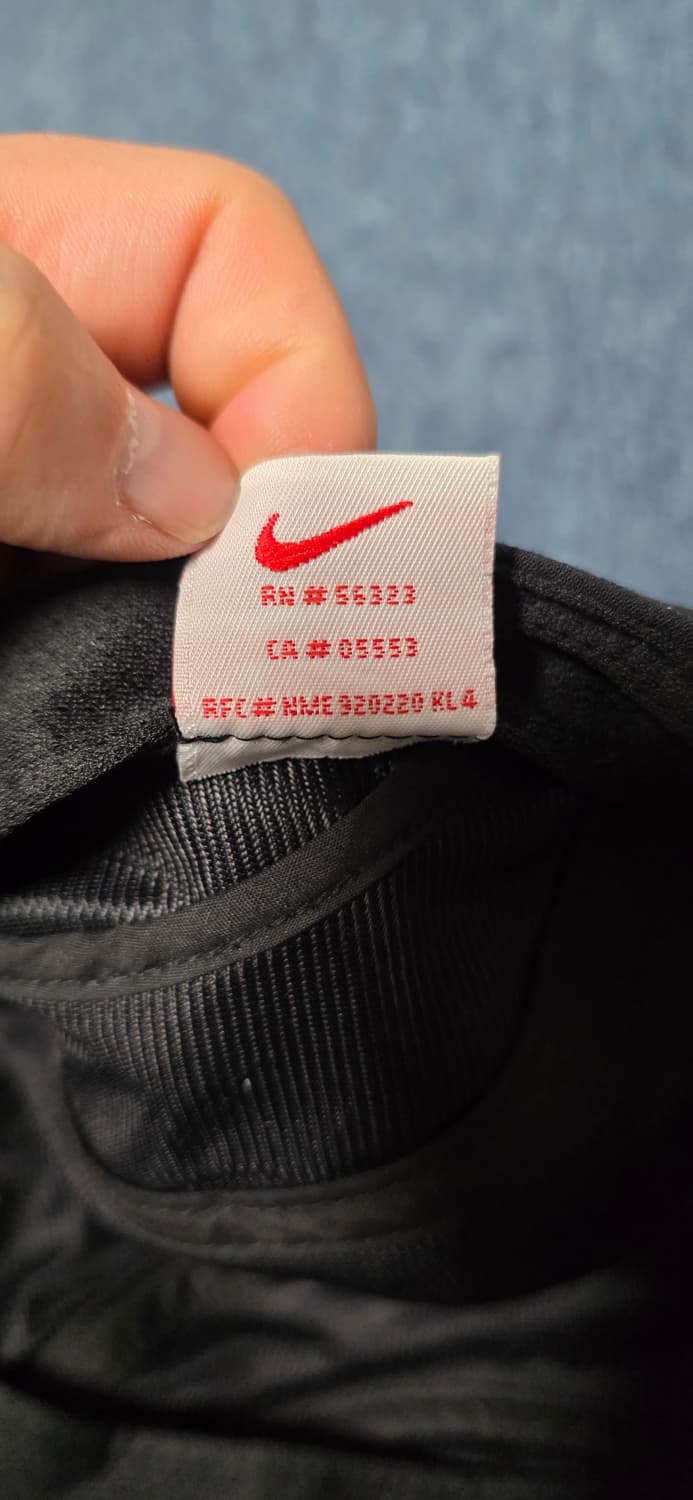 RN # 56323
CA # 05553
RFC # NME 920220 KL4